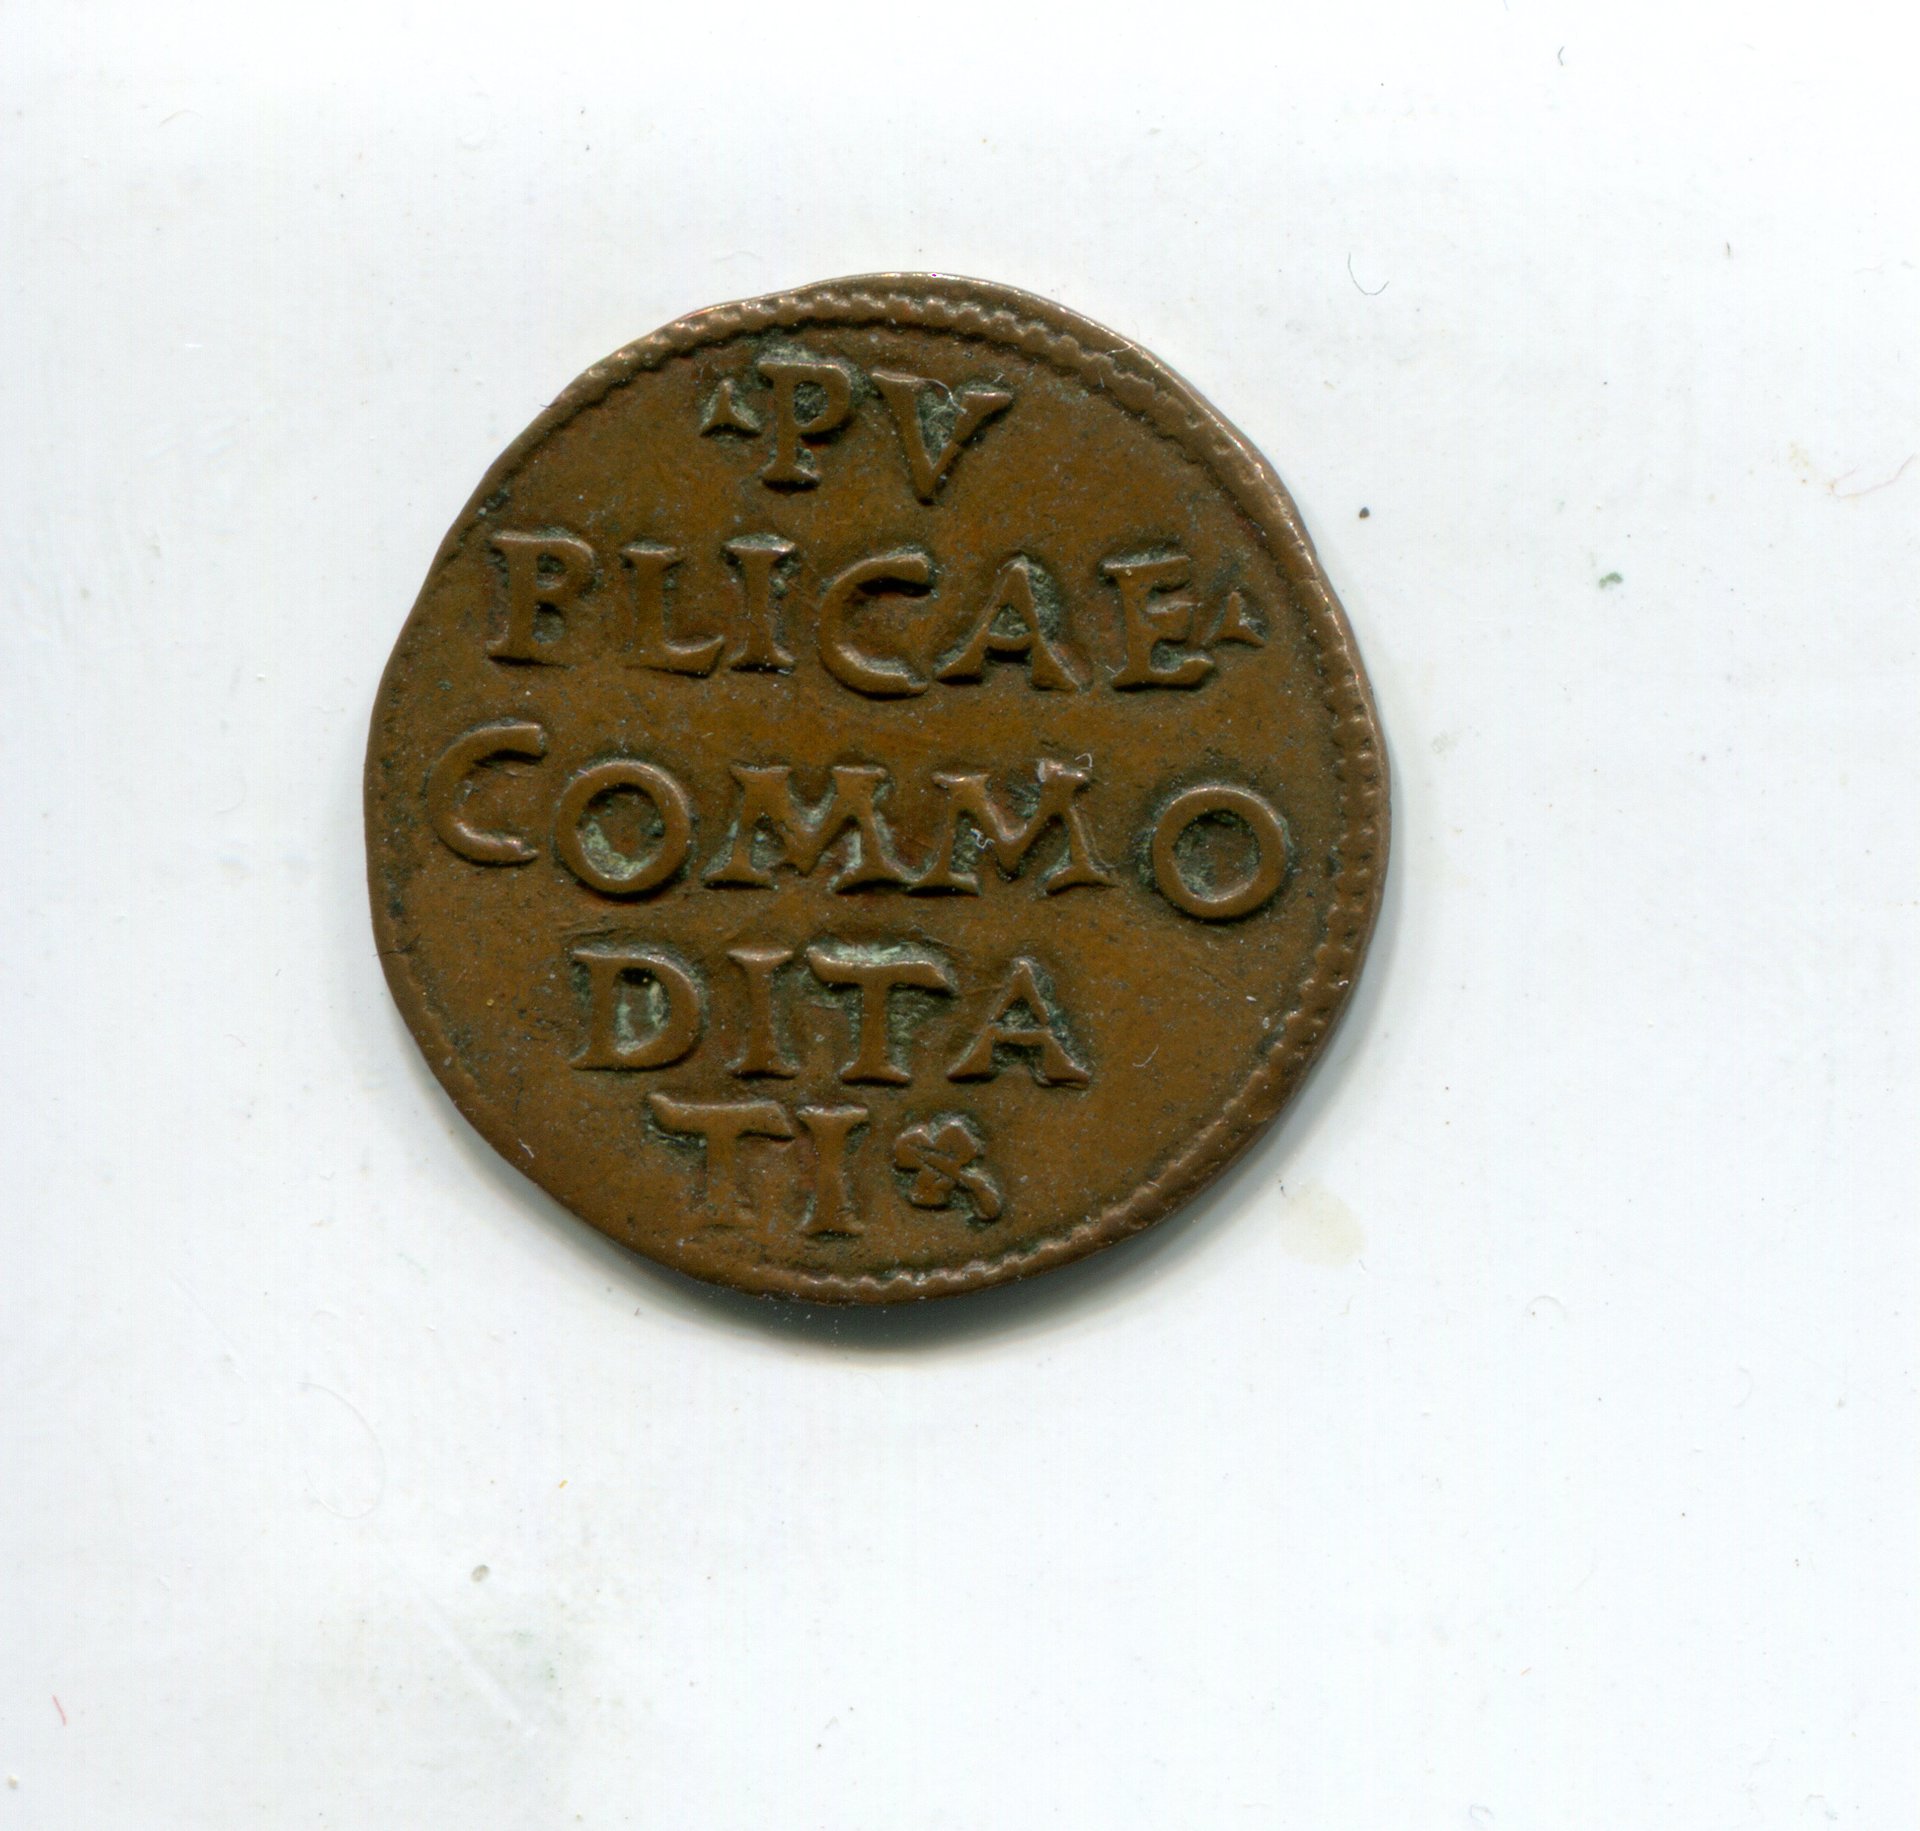 PV
BLICAE
COMMO
DITA
TI